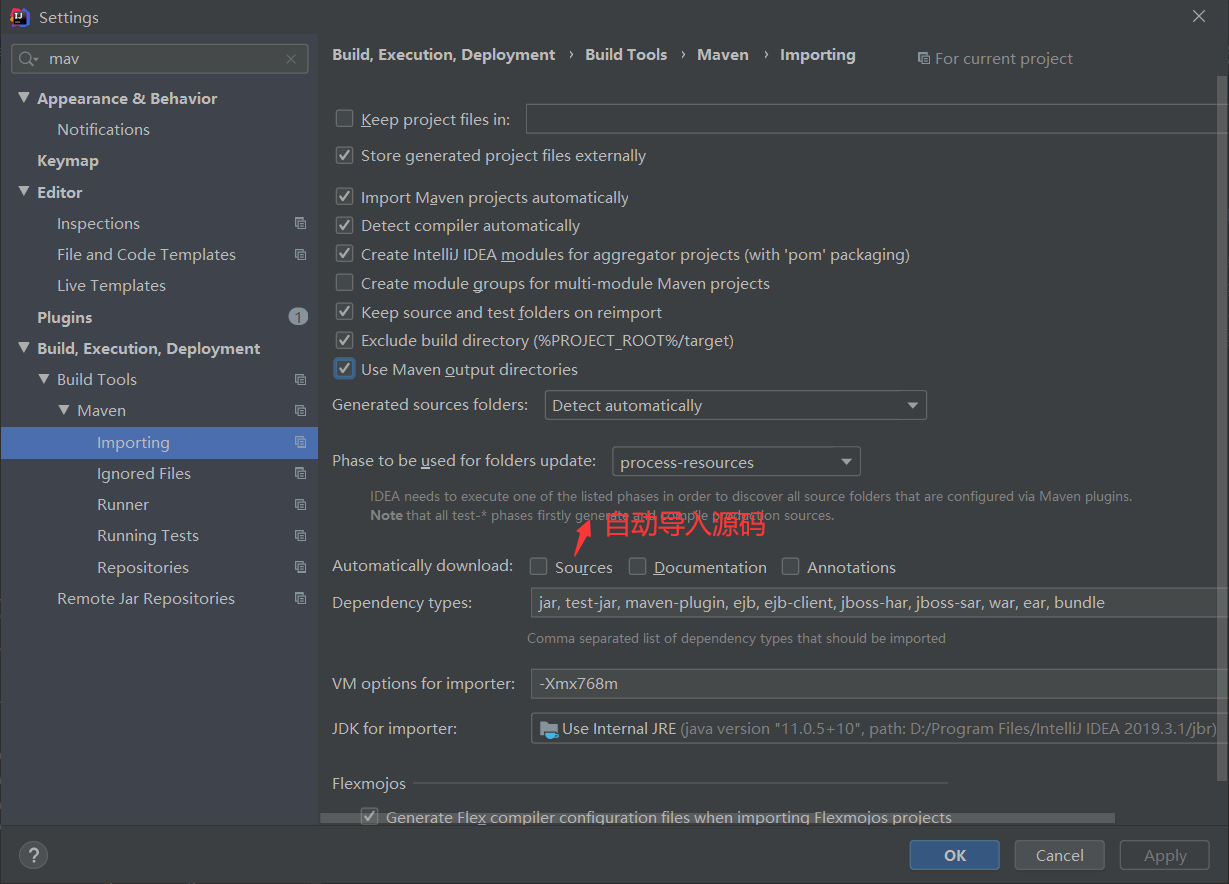 Settings
mav
Appearance & Behavior
Notifications
Keymap
Editor
Inspections
File and Code Templates
Live Templates
Plugins 1
Build, Execution, Deployment
Build Tools
Maven
Importing
Ignored Files
Runner
Running Tests
Repositories
Remote Jar Repositories
Build, Execution, Deployment › Build Tools › Maven › Importing For current project
Keep project files in:
Store generated project files externally
Import Maven projects automatically
Detect compiler automatically
Create IntelliJ IDEA modules for aggregator projects (with 'pom' packaging)
Create module groups for multi-module Maven projects
Keep source and test folders on reimport
Exclude build directory (%PROJECT_ROOT%/target)
Use Maven output directories
Generated sources folders: Detect automatically
Phase to be used for folders update: process-resources
IDEA needs to execute one of the listed phases in order to discover all source folders that are configured via Maven plugins.
Note that all test-* phases firstly generate and compile production sources.
自动导入源码
Automatically download: Sources Documentation Annotations
Dependency types: jar, test-jar, maven-plugin, ejb, ejb-client, jboss-har, jboss-sar, war, ear, bundle
Comma separated list of dependency types that should be imported
VM options for importer: -Xmx768m
JDK for importer: Use Internal JRE (java version "11.0.5+10", path: D:/Program Files/IntelliJ IDEA 2019.3.1/jbr)
Flexmojos
Generate Flex compiler configuration files when importing Flexmojos projects
? OK Cancel Apply